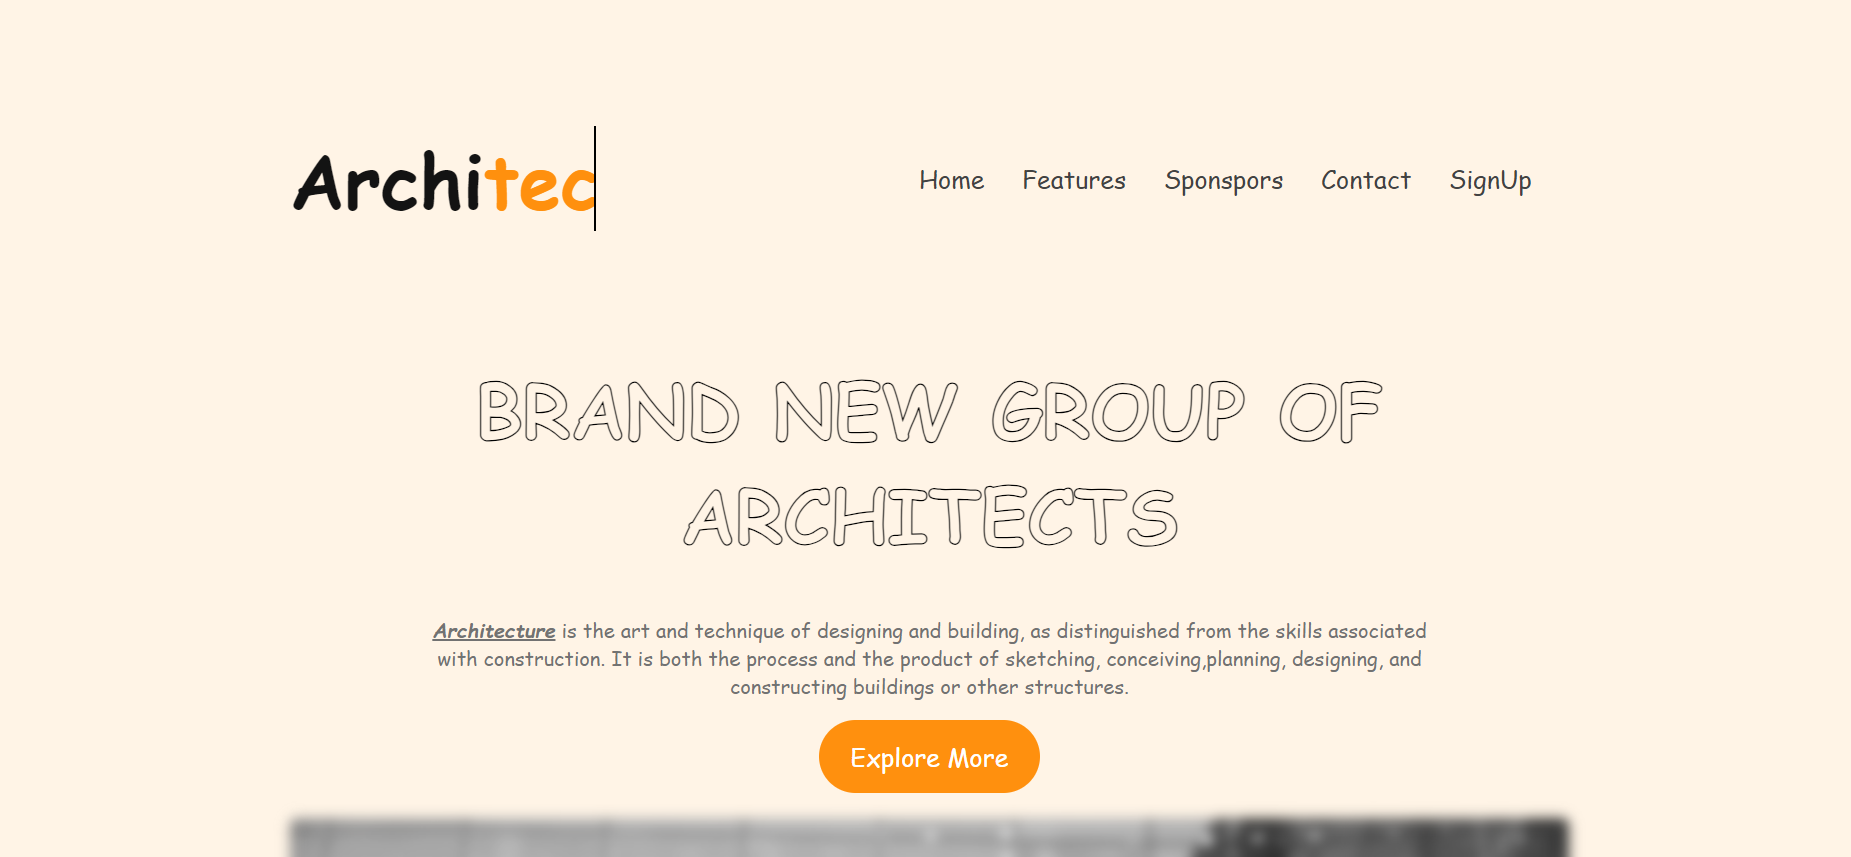 Architec
Home Features Sponspors Contact SignUp
BRAND NEW GROUP OF
ARCHITECTS
Architecture is the art and technique of designing and building, as distinguished from the skills associated
with construction. It is both the process and the product of sketching, conceiving,planning, designing, and
constructing buildings or other structures.
Explore More